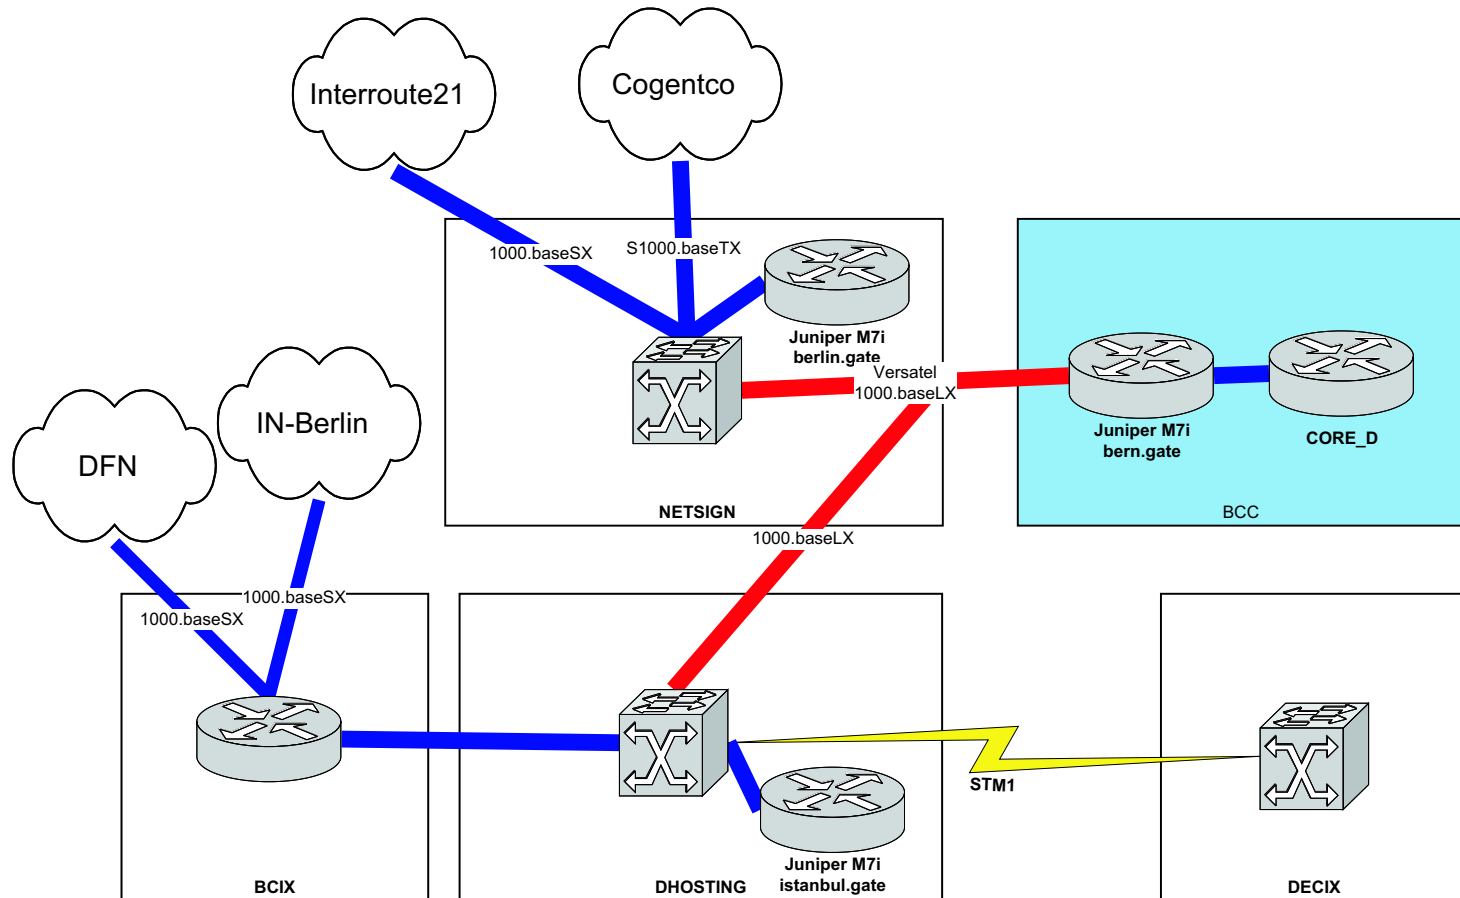 Interroute21
Cogentco
1000.baseSX
S1000.baseTX
Juniper M7i
berlin.gate
Versatel
1000.baseLX
Juniper M7i
bern.gate
CORE_D
IN-Berlin
DFN
NETSIGN
BCC
1000.baseLX
1000.baseSX
1000.baseSX
STM1
Juniper M7i
istanbul.gate
BCIX
DHOSTING
DECIX